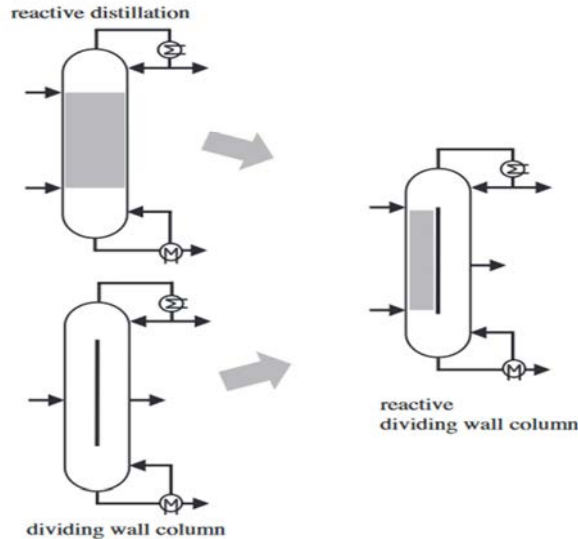 reactive distillation
reactive
dividing wall column
dividing wall column